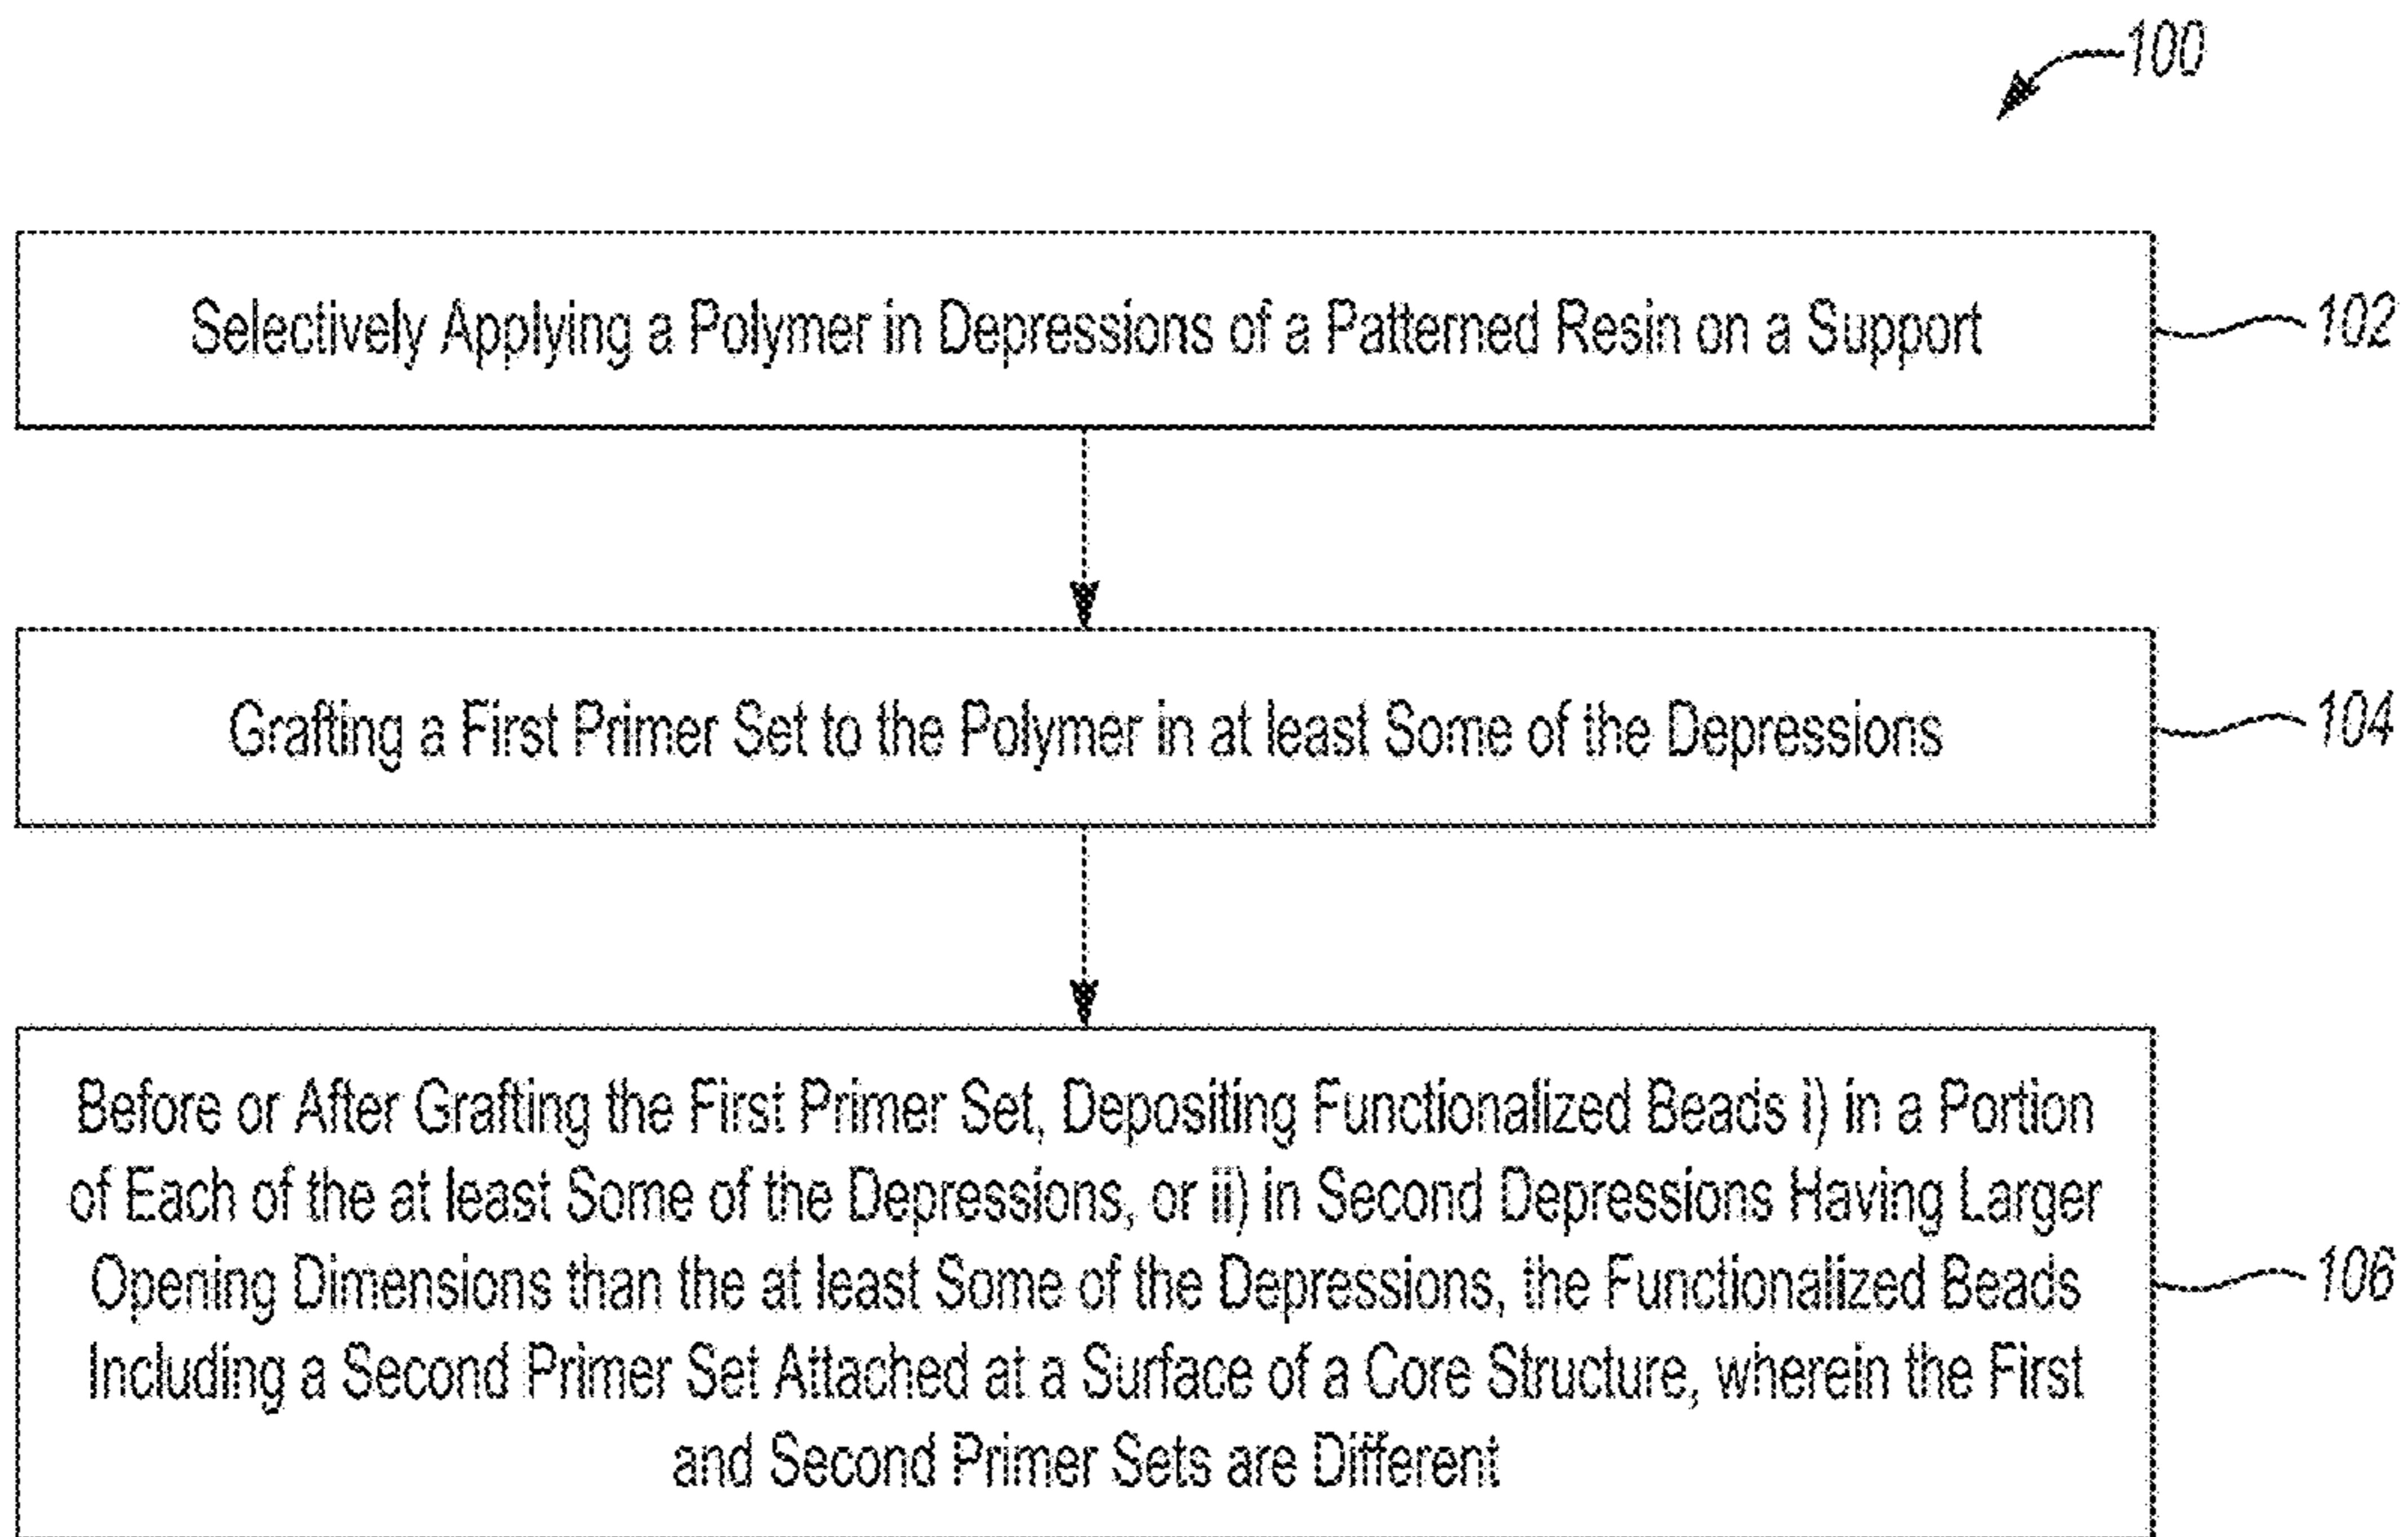 100
Selectively Applying a Polymer in Depressions of a Patterned Resin on a Support
102
Grafting a First Primer Set to the Polymer in at least Some of the Depressions
104
Before or After Grafting the First Primer Set, Depositing Functionalized Beads i) in a Portion
of Each of the at least Some of the Depressions, or ii) in Second Depressions Having Larger
Opening Dimensions than the at least Some of the Depressions, the Functionalized Beads
Including a Second Primer Set Attached at a Surface of a Core Structure, wherein the First
and Second Primer Sets are Different
106